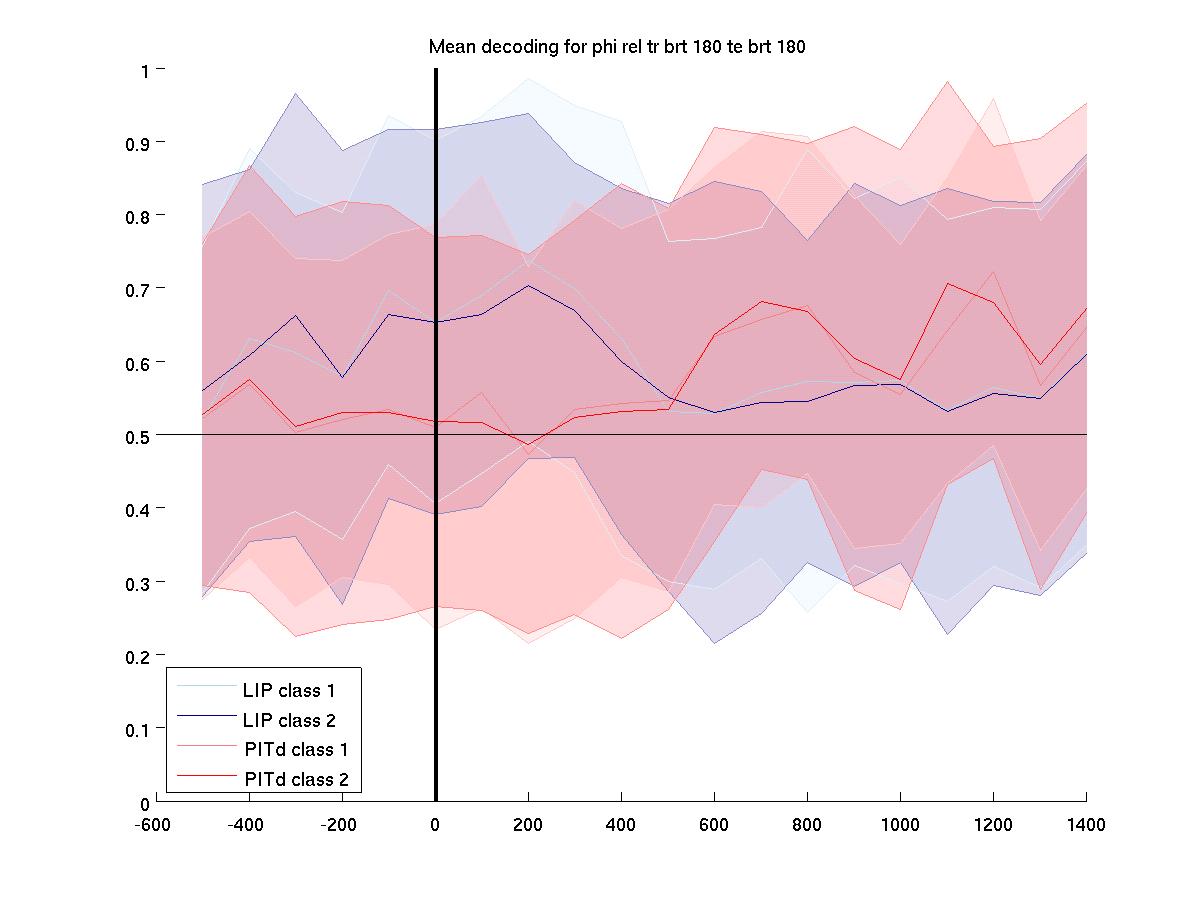 Mean decoding for phi rel tr brt 180 te brt 180
1
0.9
0.8
0.7
0.6
0.5
0.4
0.3
0.2
0.1
0
LIP class 1
LIP class 2
PITd class 1
PITd class 2
-600 -400 -200 0 200 400 600 800 1000 1200 1400